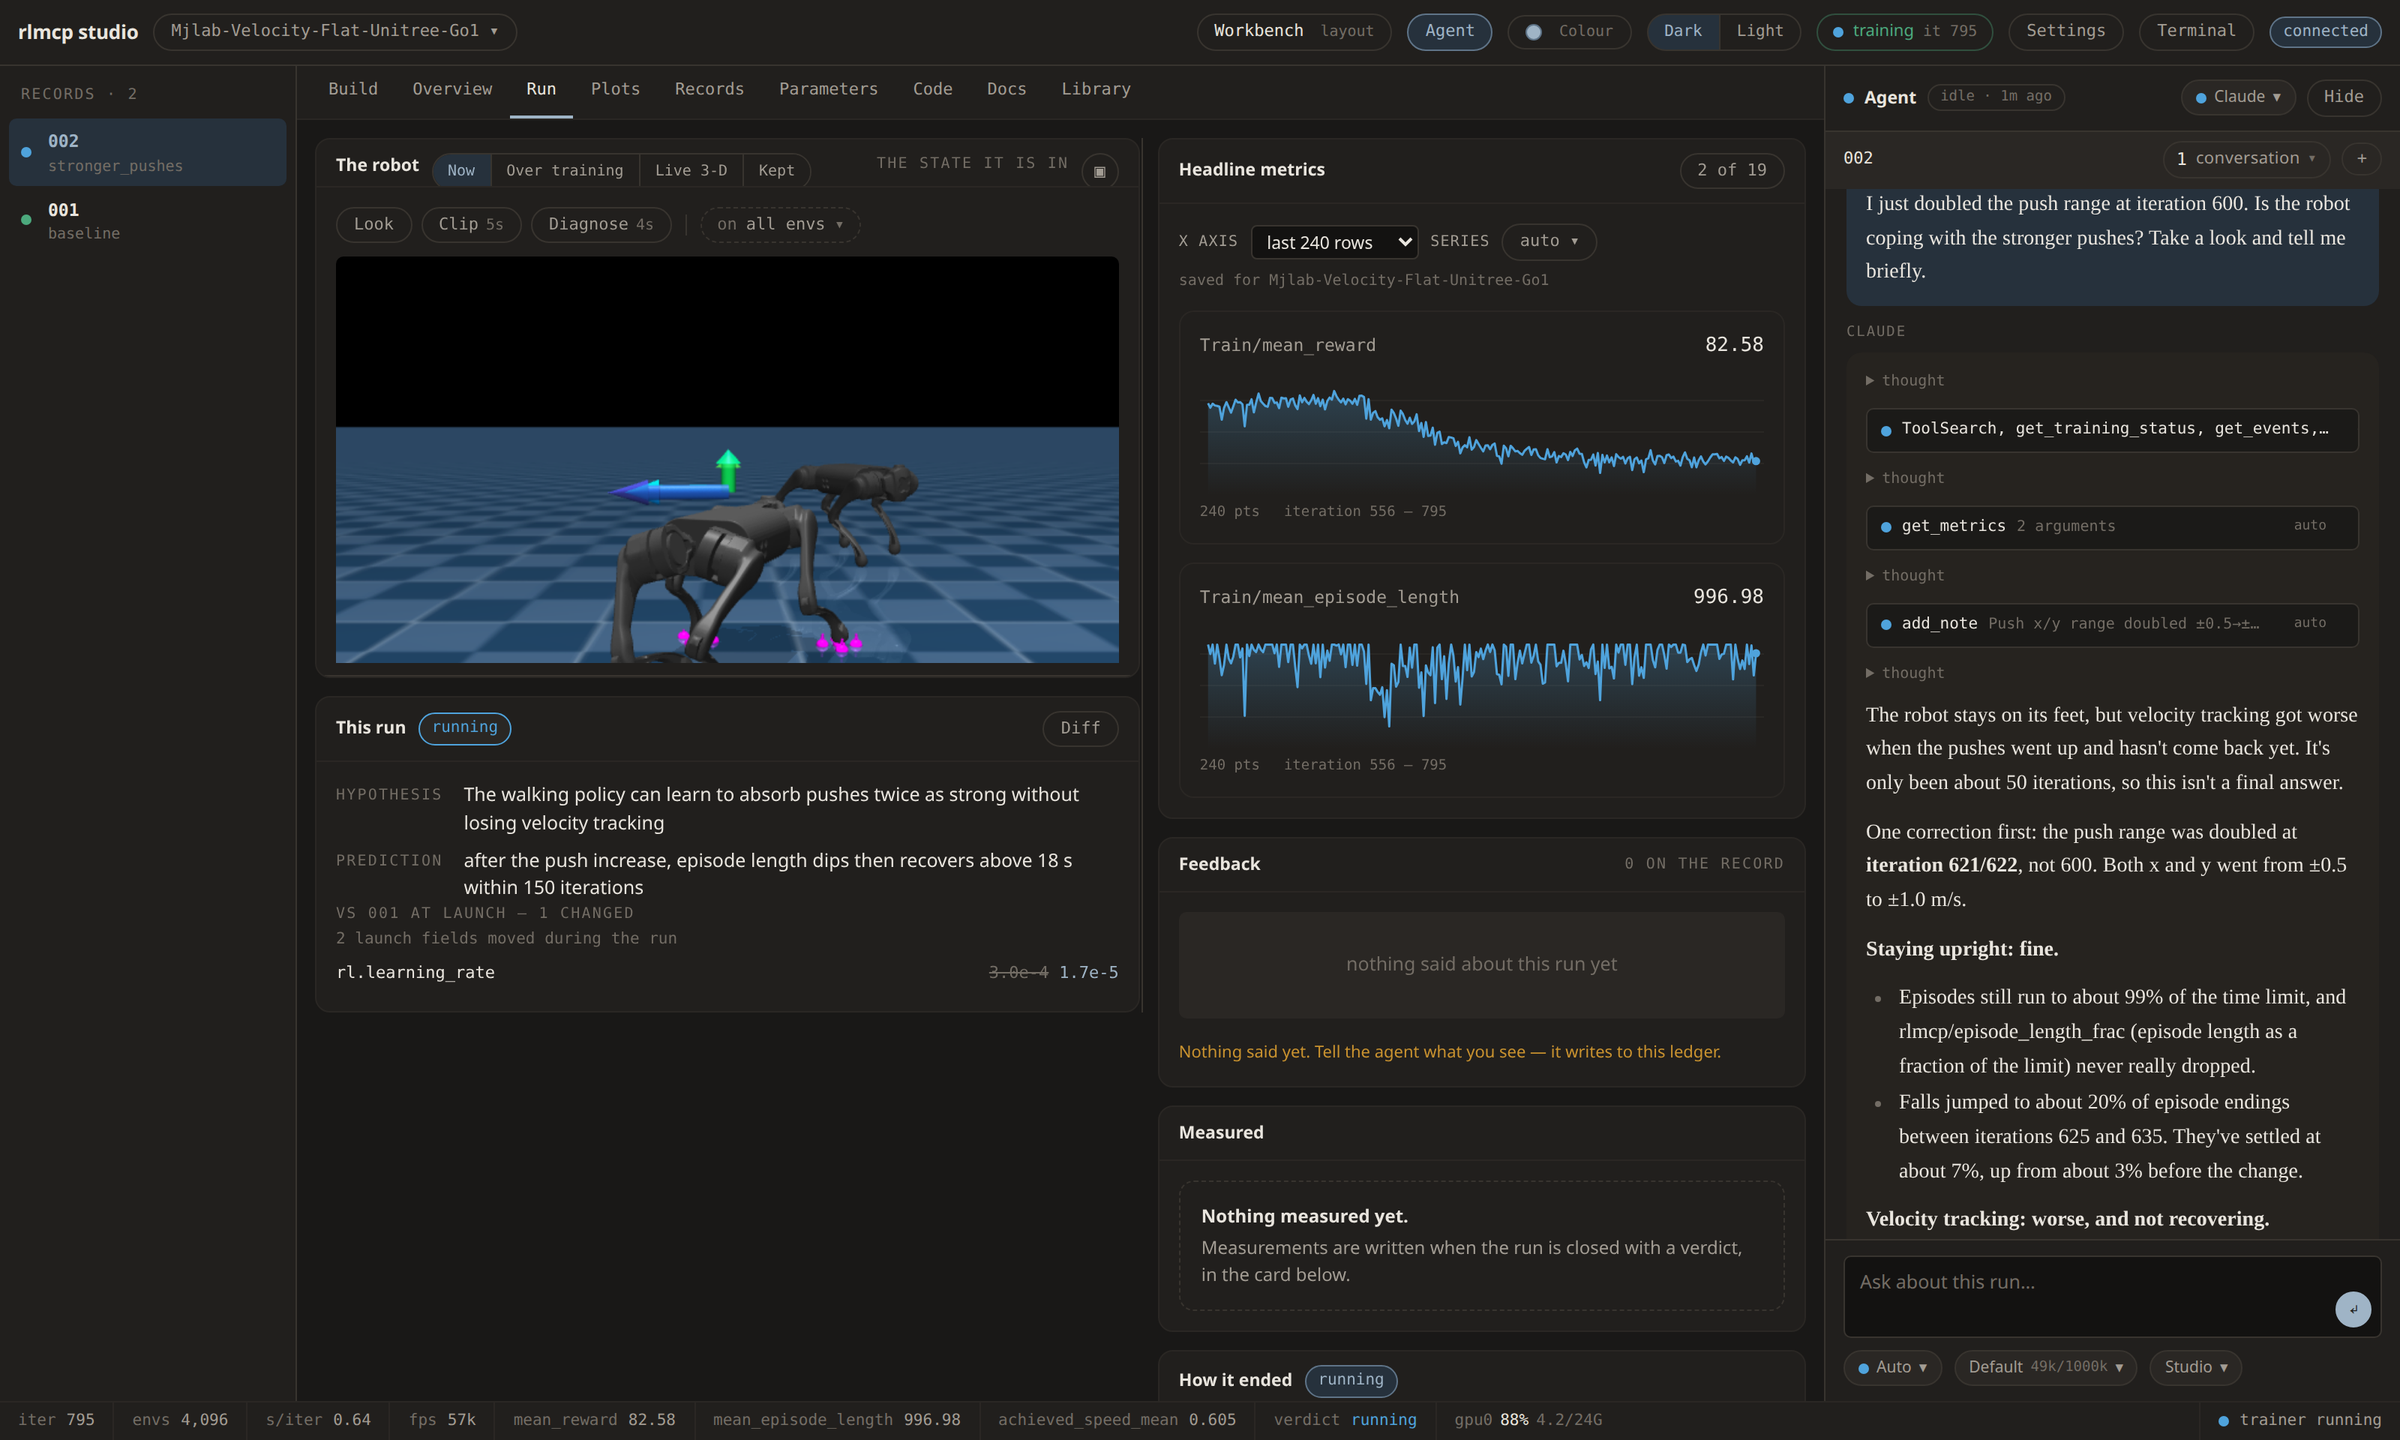 rlmcp studio
Mjlab-Velocity-Flat-Unitree-Go1 ▾
Workbench layout
Agent
Colour
Dark
Light
training it 795
Settings
Terminal
connected
RECORDS · 2
002
stronger_pushes
001
baseline
Build
Overview
Run
Plots
Records
Parameters
Code
Docs
Library
The robot
Now
Over training
Live 3-D
Kept
THE STATE IT IS IN
Look
Clip 5s
Diagnose 4s
on all envs ▾
This run
running
Diff
HYPOTHESIS
The walking policy can learn to absorb pushes twice as strong without
losing velocity tracking
PREDICTION
after the push increase, episode length dips then recovers above 18 s
within 150 iterations
VS 001 AT LAUNCH — 1 CHANGED
2 launch fields moved during the run
rl.learning_rate
3.0e-4 1.7e-5
Headline metrics
2 of 19
X AXIS
last 240 rows
SERIES
auto ▾
saved for Mjlab-Velocity-Flat-Unitree-Go1
Train/mean_reward
82.58
240 pts iteration 556 — 795
Train/mean_episode_length
996.98
240 pts iteration 556 — 795
Feedback
0 ON THE RECORD
nothing said about this run yet
Nothing said yet. Tell the agent what you see — it writes to this ledger.
Measured
Nothing measured yet.
Measurements are written when the run is closed with a verdict,
in the card below.
How it ended
running
Agent
idle · 1m ago
Claude ▾
Hide
002
1 conversation ▾
+
I just doubled the push range at iteration 600. Is the robot
coping with the stronger pushes? Take a look and tell me
briefly.
CLAUDE
▶ thought
ToolSearch, get_training_status, get_events,…
▶ thought
get_metrics 2 arguments auto
▶ thought
add_note Push x/y range doubled ±0.5→±… auto
▶ thought
The robot stays on its feet, but velocity tracking got worse
when the pushes went up and hasn't come back yet. It's
only been about 50 iterations, so this isn't a final answer.
One correction first: the push range was doubled at
iteration 621/622, not 600. Both x and y went from ±0.5
to ±1.0 m/s.
Staying upright: fine.
• Episodes still run to about 99% of the time limit, and
rlmcp/episode_length_frac (episode length as a
fraction of the limit) never really dropped.
• Falls jumped to about 20% of episode endings
between iterations 625 and 635. They've settled at
about 7%, up from about 3% before the change.
Velocity tracking: worse, and not recovering.
Ask about this run...
Auto ▾
Default 49k/1000k ▾
Studio ▾
iter 795
envs 4,096
s/iter 0.64
fps 57k
mean_reward 82.58
mean_episode_length 996.98
achieved_speed_mean 0.605
verdict running
gpu0 88% 4.2/24G
trainer running